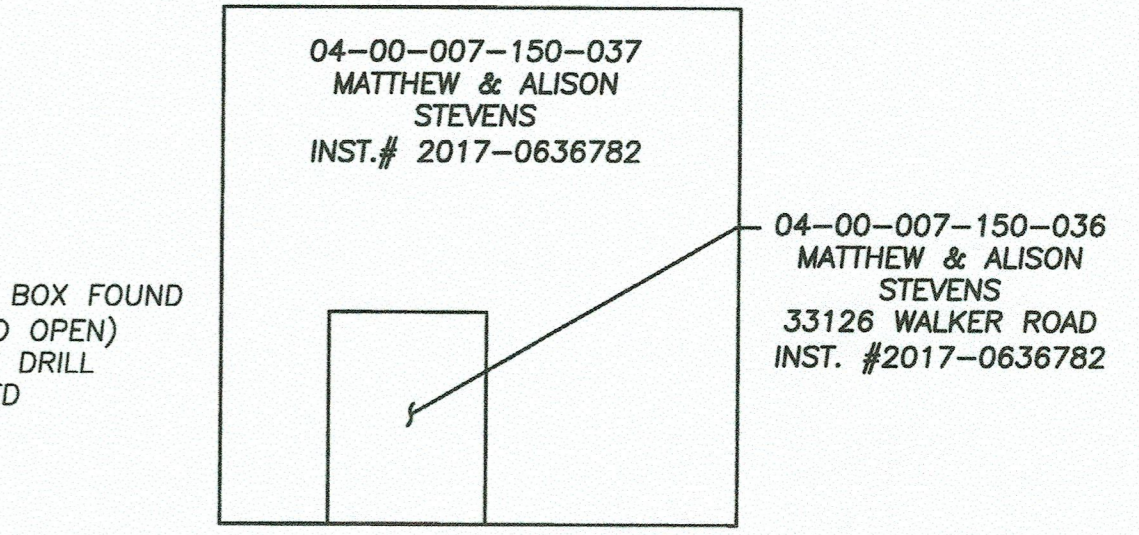 04-00-007-150-037
MATTHEW & ALISON
STEVENS
INST.# 2017-0636782
04-00-007-150-036
MATTHEW & ALISON
STEVENS
33126 WALKER ROAD
INST. #2017-0636782
BOX FOUND
OPEN)
DRILL